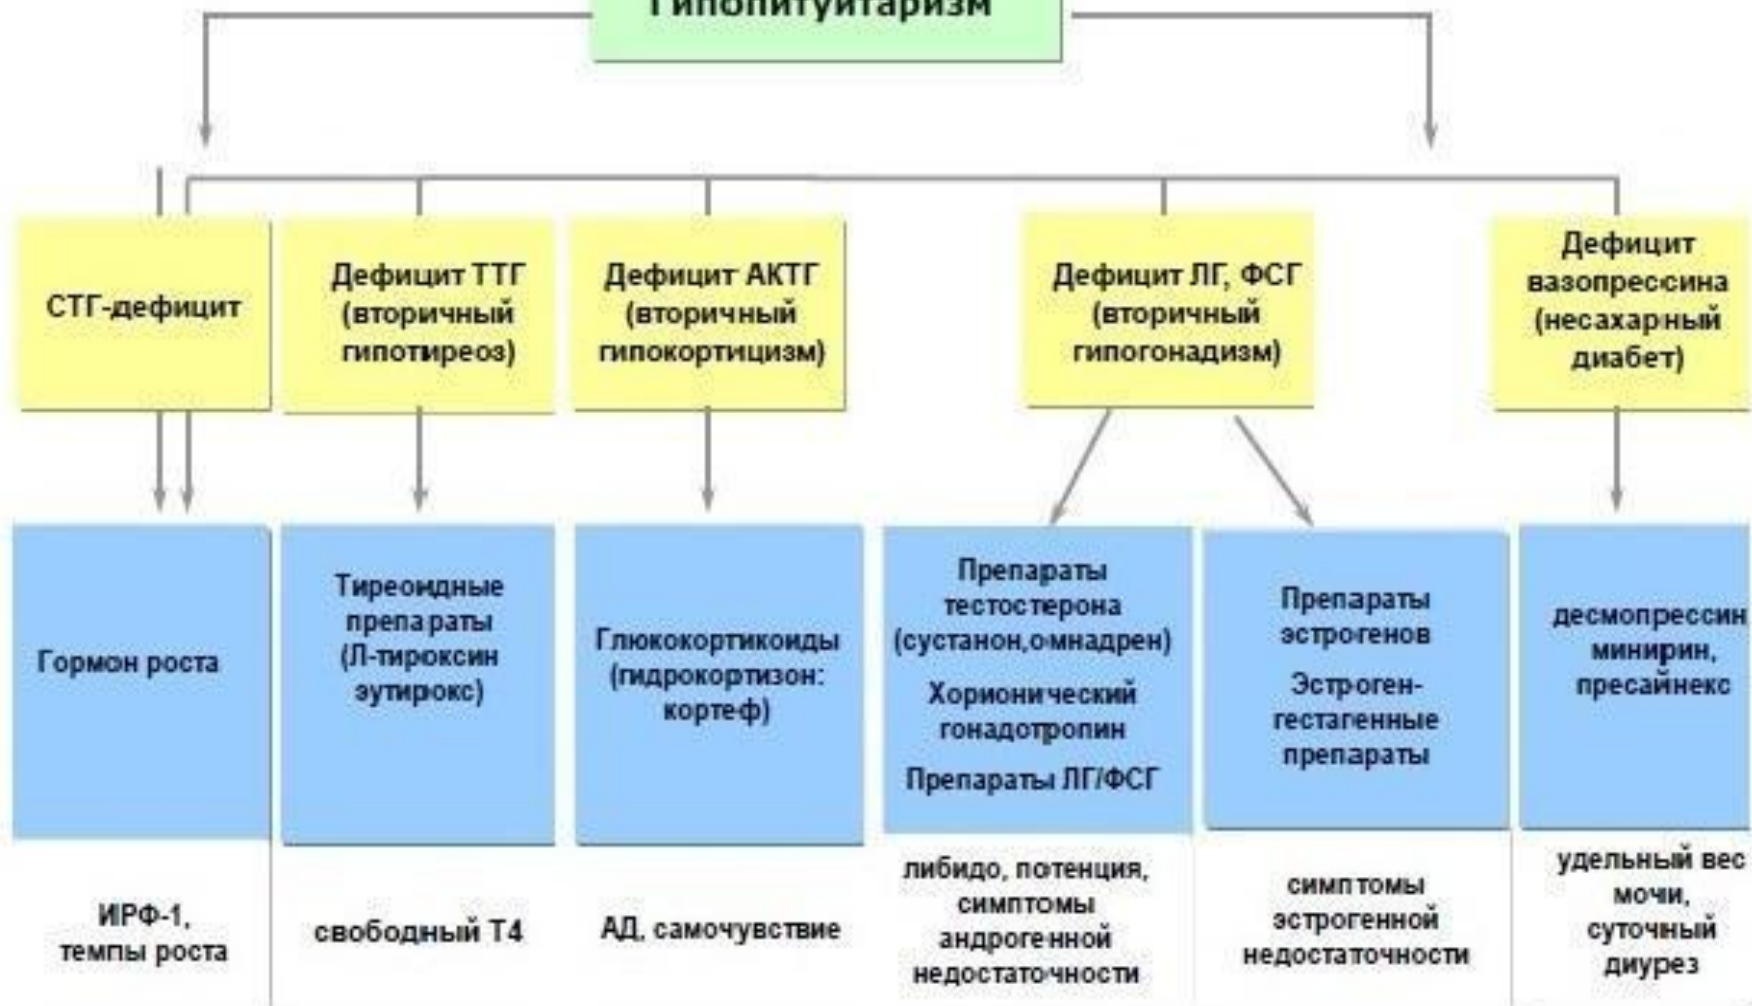 Гипопитуитаризм
СТГ-дефицит
Дефицит ТТГ
(вторичный
гипотиреоз)
Дефицит АКТГ
(вторичный
гипокортицизм)
Дефицит ЛГ, ФСГ
(вторичный
гипогонадизм)
Дефицит
вазопрессина
(несахарный
диабет)
Гормон роста
Тиреоидные
препараты
(Л-тироксин
эутирокс)
Глюкокортикоиды
(гидрокортизон:
кортеф)
Препараты
тестостерона
(сустанон,омнадрен)
Хорионический
гонадотропин
Препараты ЛГ/ФСГ
Препараты
эстрогенов
Эстроген-
гестагенные
препараты
десмопрессин
минирин,
пресайнекс
ИРФ-1,
темпы роста
свободный Т4
АД, самочувствие
либидо, потенция,
симптомы
андрогенной
недостаточности
симптомы
эстрогенной
недостаточности
удельный вес
мочи,
суточный
диурез